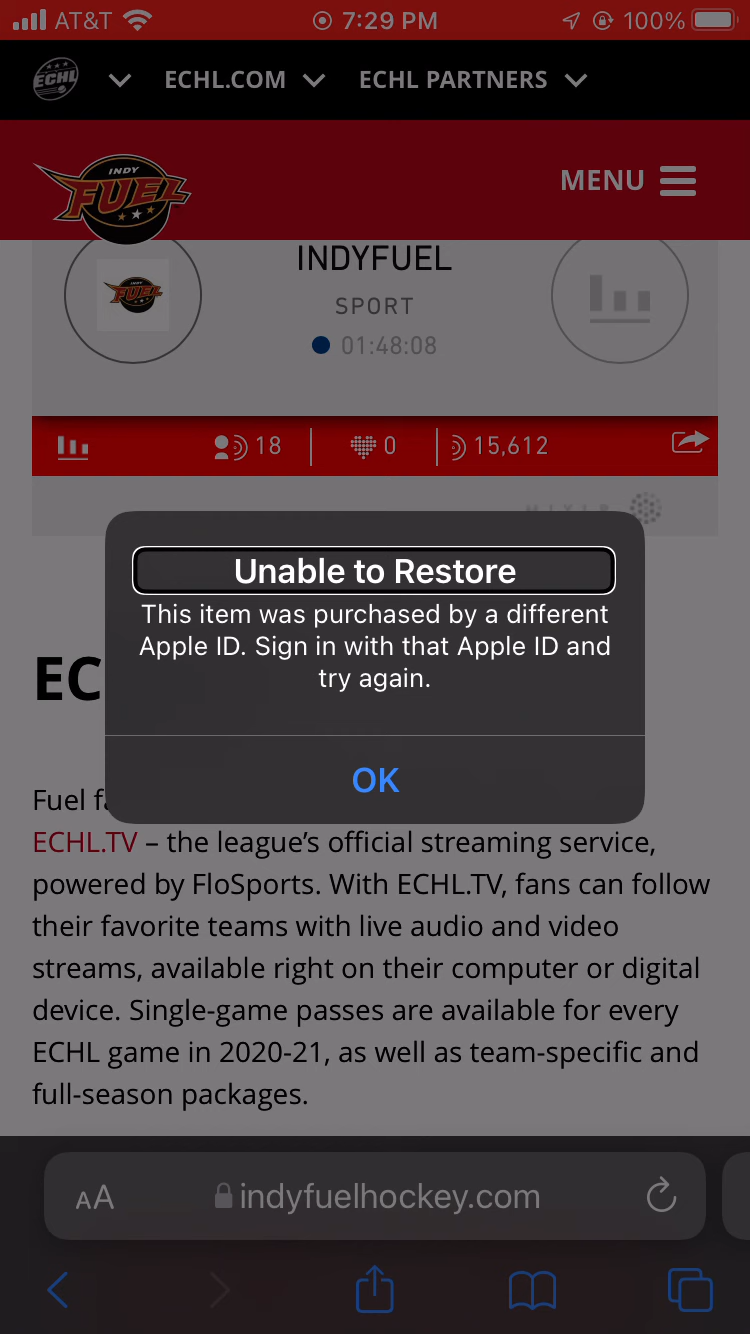 AT&T 7:29 PM 100%
ECHL ECHL.COM ECHL PARTNERS
INDY
FUEL
MENU
INDYFUEL
FUEL
SPORT
01:48:08
18 0 15,612
Unable to Restore
This item was purchased by a different
Apple ID. Sign in with that Apple ID and
try again.
EC
OK
Fuel fa
ECHL.TV – the league’s official streaming service,
powered by FloSports. With ECHL.TV, fans can follow
their favorite teams with live audio and video
streams, available right on their computer or digital
device. Single-game passes are available for every
ECHL game in 2020-21, as well as team-specific and
full-season packages.
AA indyfuelhockey.com